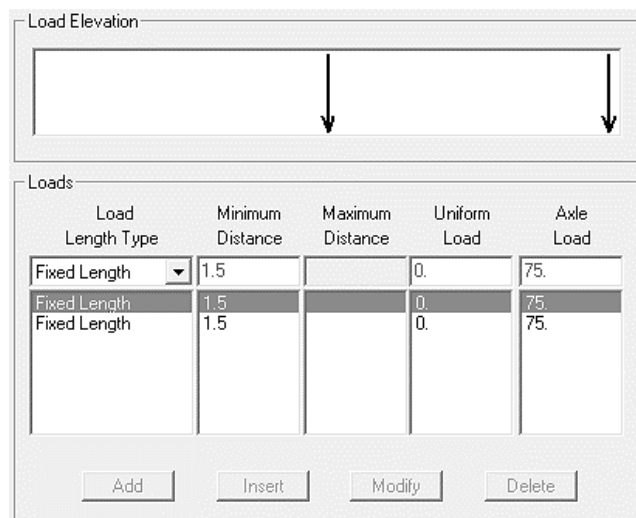 Load Elevation
Loads
Load Length Type Minimum Distance Maximum Distance Uniform Load Axle Load
Fixed Length 1.5 0. 75.
Fixed Length 1.5 0. 75.
Fixed Length 1.5 0. 75.
Add Insert Modify Delete